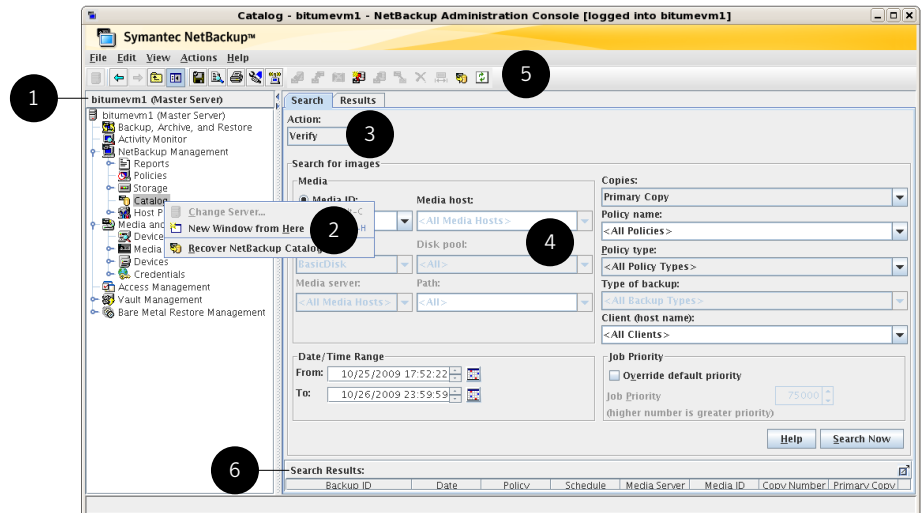 Catalog - bitumevm1 - NetBackup Administration Console [logged into bitumevm1]
Symantec NetBackup™
File Edit View Actions Help
5
1
bitumevm1 (Master Server)
Search Results
bitumevm1 (Master Server)
Backup, Archive, and Restore
Activity Monitor
NetBackup Management
Reports
Policies
Storage
Catalog
Host P
Media and
Device
Media
Devices
Credentials
Access Management
Vault Management
Bare Metal Restore Management
Change Server...
New Window from Here
Recover NetBackup Catalog
2
Action:
Verify
3
Search for images
Media
Media ID:
Media host:
<All Media Hosts>
Disk pool:
4
BasicDisk
<All>
Media server:
Path:
<All Media Hosts>
<All>
Copies:
Primary Copy
Policy name:
<All Policies>
Policy type:
<All Policy Types>
Type of backup:
<All Backup Types>
Client (host name):
<All Clients>
Date/Time Range
From: 10/25/2009 17:52:22
To: 10/26/2009 23:59:59
Job Priority
Override default priority
Job Priority 75000
(higher number is greater priority)
Help Search Now
6
Search Results:
Backup ID Date Policy Schedule Media Server Media ID Copy Number Primary Copy